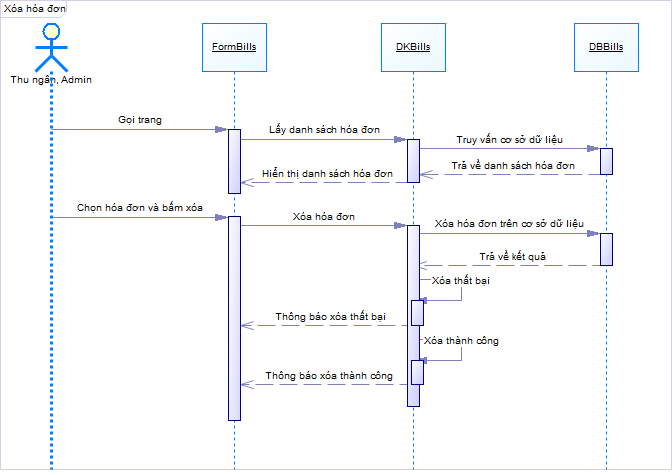 Xóa hóa đơn
FormBills
DKBills
DBBills
Thu ngân, Admin
Gọi trang
Lấy danh sách hóa đơn
Truy vấn cơ sở dữ liệu
Trả về danh sách hóa đơn
Hiển thị danh sách hóa đơn
Chọn hóa đơn và bấm xóa
Xóa hóa đơn
Xóa hóa đơn trên cơ sở dữ liệu
Trả về kết quả
Xóa thất bại
Thông báo xóa thất bại
Xóa thành công
Thông báo xóa thành công